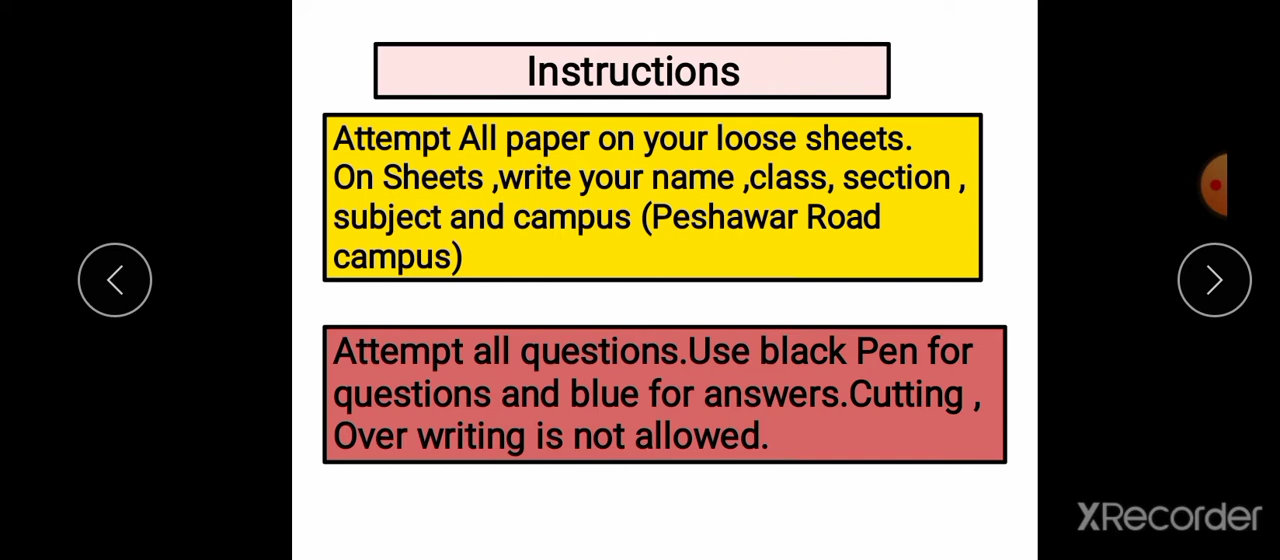 Instructions
Attempt All paper on your loose sheets.
On Sheets ,write your name ,class, section ,
subject and campus (Peshawar Road
campus)
Attempt all questions.Use black Pen for
questions and blue for answers.Cutting ,
Over writing is not allowed.
XRecorder